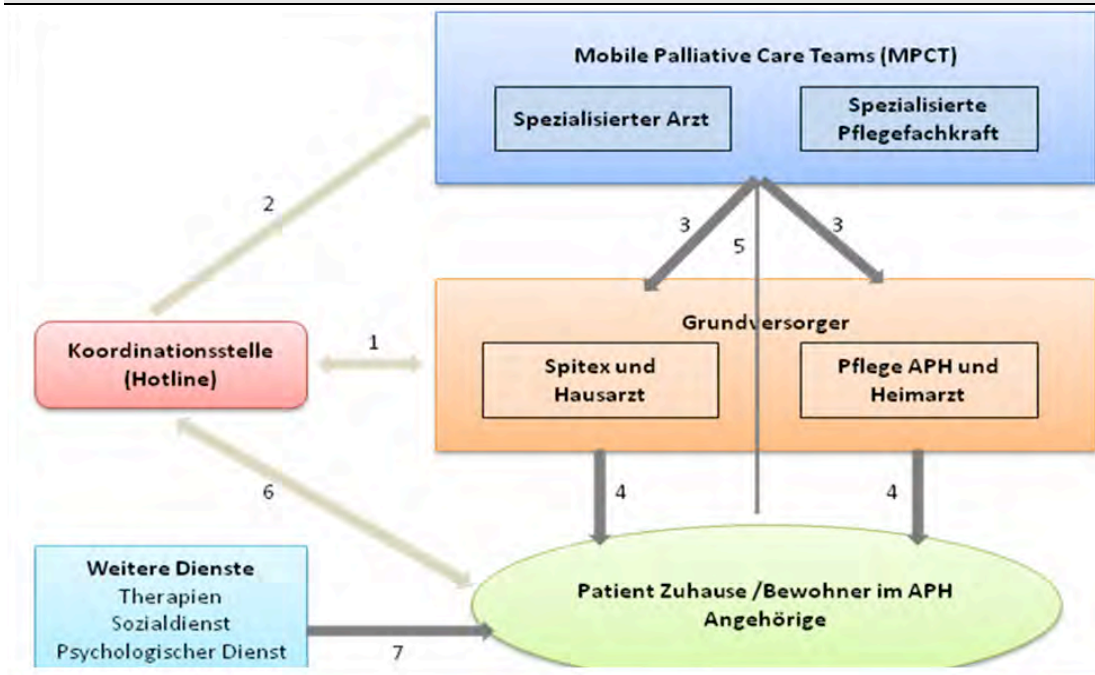 Mobile Palliative Care Teams (MPCT)
Spezialisierter Arzt
Spezialisierte
Pflegefachkraft
2
3
5
3
Grundversorger
Koordinationsstelle
(Hotline)
1
Spitex und
Hausarzt
Pflege APH und
Heimarzt
4
4
6
Weitere Dienste
Therapien
Sozialdienst
Psychologischer Dienst
7
Patient Zuhause /Bewohner im APH
Angehörige